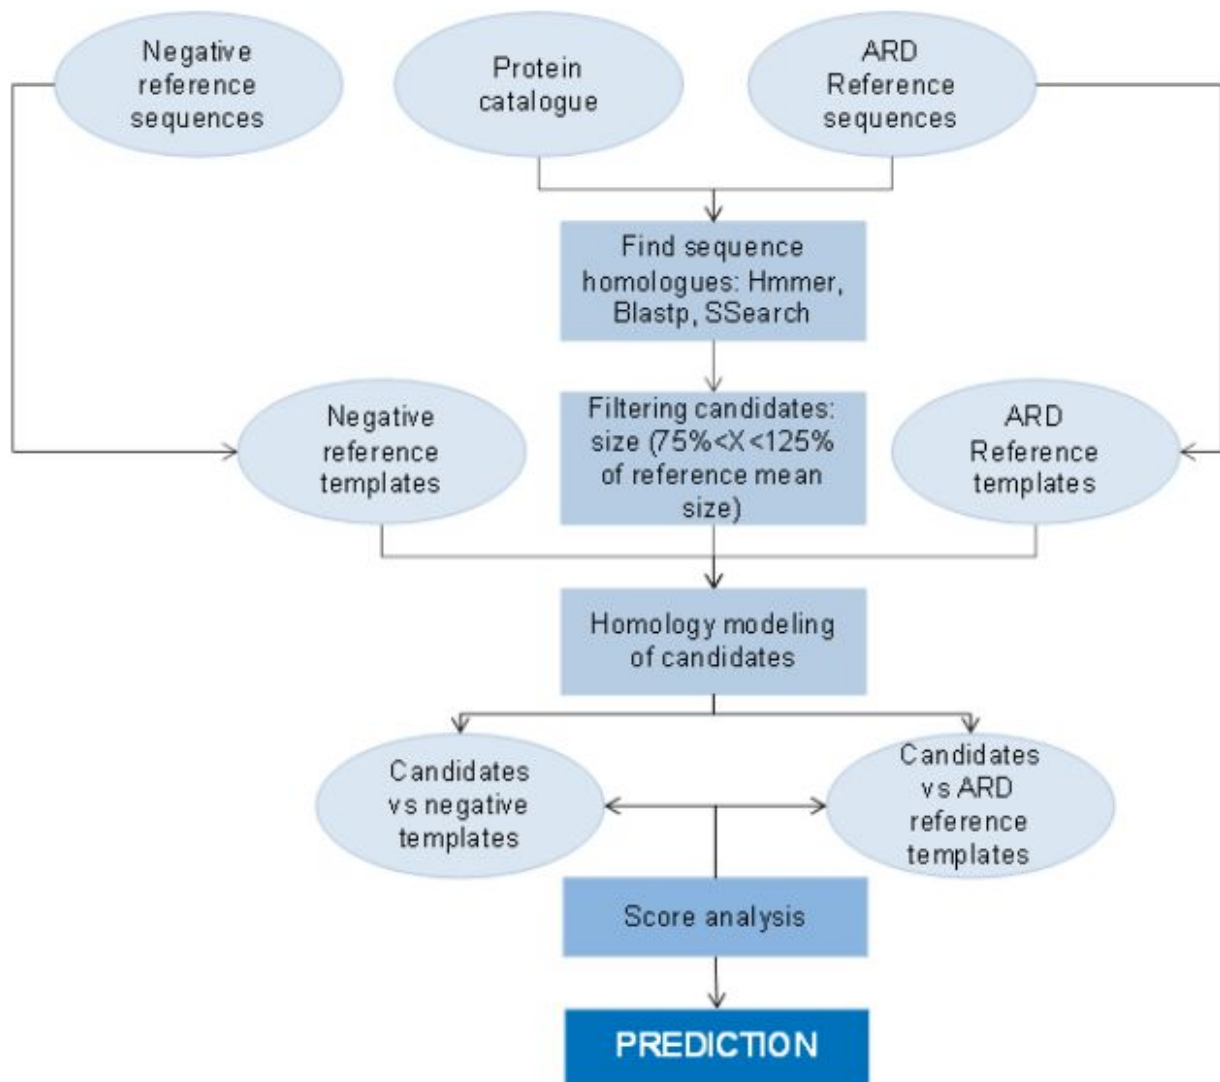 Negative
reference
sequences
Protein
catalogue
ARD
Reference
sequences
Find sequence
homologues: Hmmer,
Blastp, SSearch
Negative
reference
templates
Filtering candidates:
size (75%<X<125%
of reference mean
size)
ARD
Reference
templates
Homology modeling
of candidates
Candidates
vs negative
templates
Candidates
vs ARD
reference
templates
Score analysis
PREDICTION